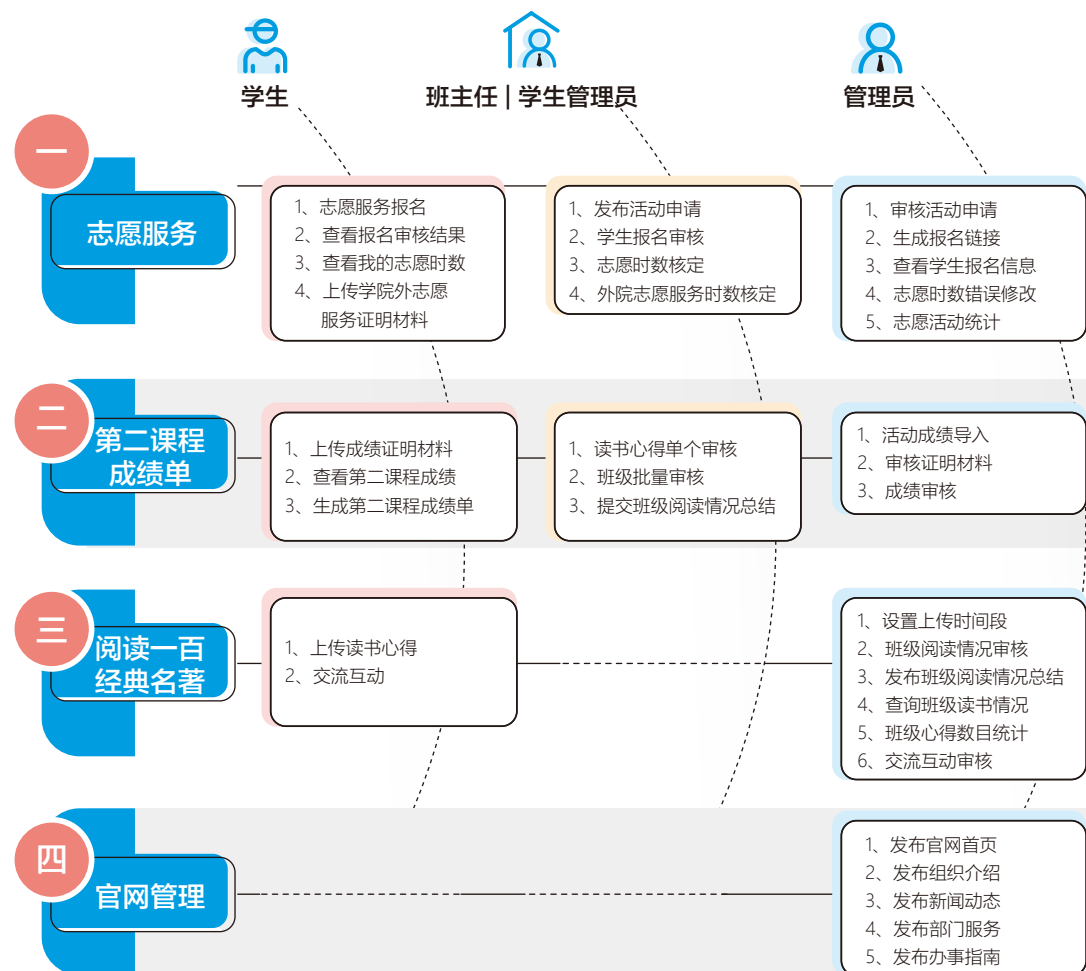 学生
班主任 | 学生管理员
管理员
一
志愿服务
1、志愿服务报名
2、查看报名审核结果
3、查看我的志愿时数
4、上传学院外志愿
服务证明材料
1、发布活动申请
2、学生报名审核
3、志愿时数核定
4、外院志愿服务时数核定
1、审核活动申请
2、生成报名链接
3、查看学生报名信息
4、志愿时数错误修改
5、志愿活动统计
二
第二课程
成绩单
1、上传成绩证明材料
2、查看第二课程成绩
3、生成第二课程成绩单
1、读书心得单个审核
2、班级批量审核
3、提交班级阅读情况总结
1、活动成绩导入
2、审核证明材料
3、成绩审核
三
阅读一百
经典名著
1、上传读书心得
2、交流互动
1、设置上传时间段
2、班级阅读情况审核
3、发布班级阅读情况总结
4、查询班级读书情况
5、班级心得数目统计
6、交流互动审核
四
官网管理
1、发布官网首页
2、发布组织介绍
3、发布新闻动态
4、发布部门服务
5、发布办事指南